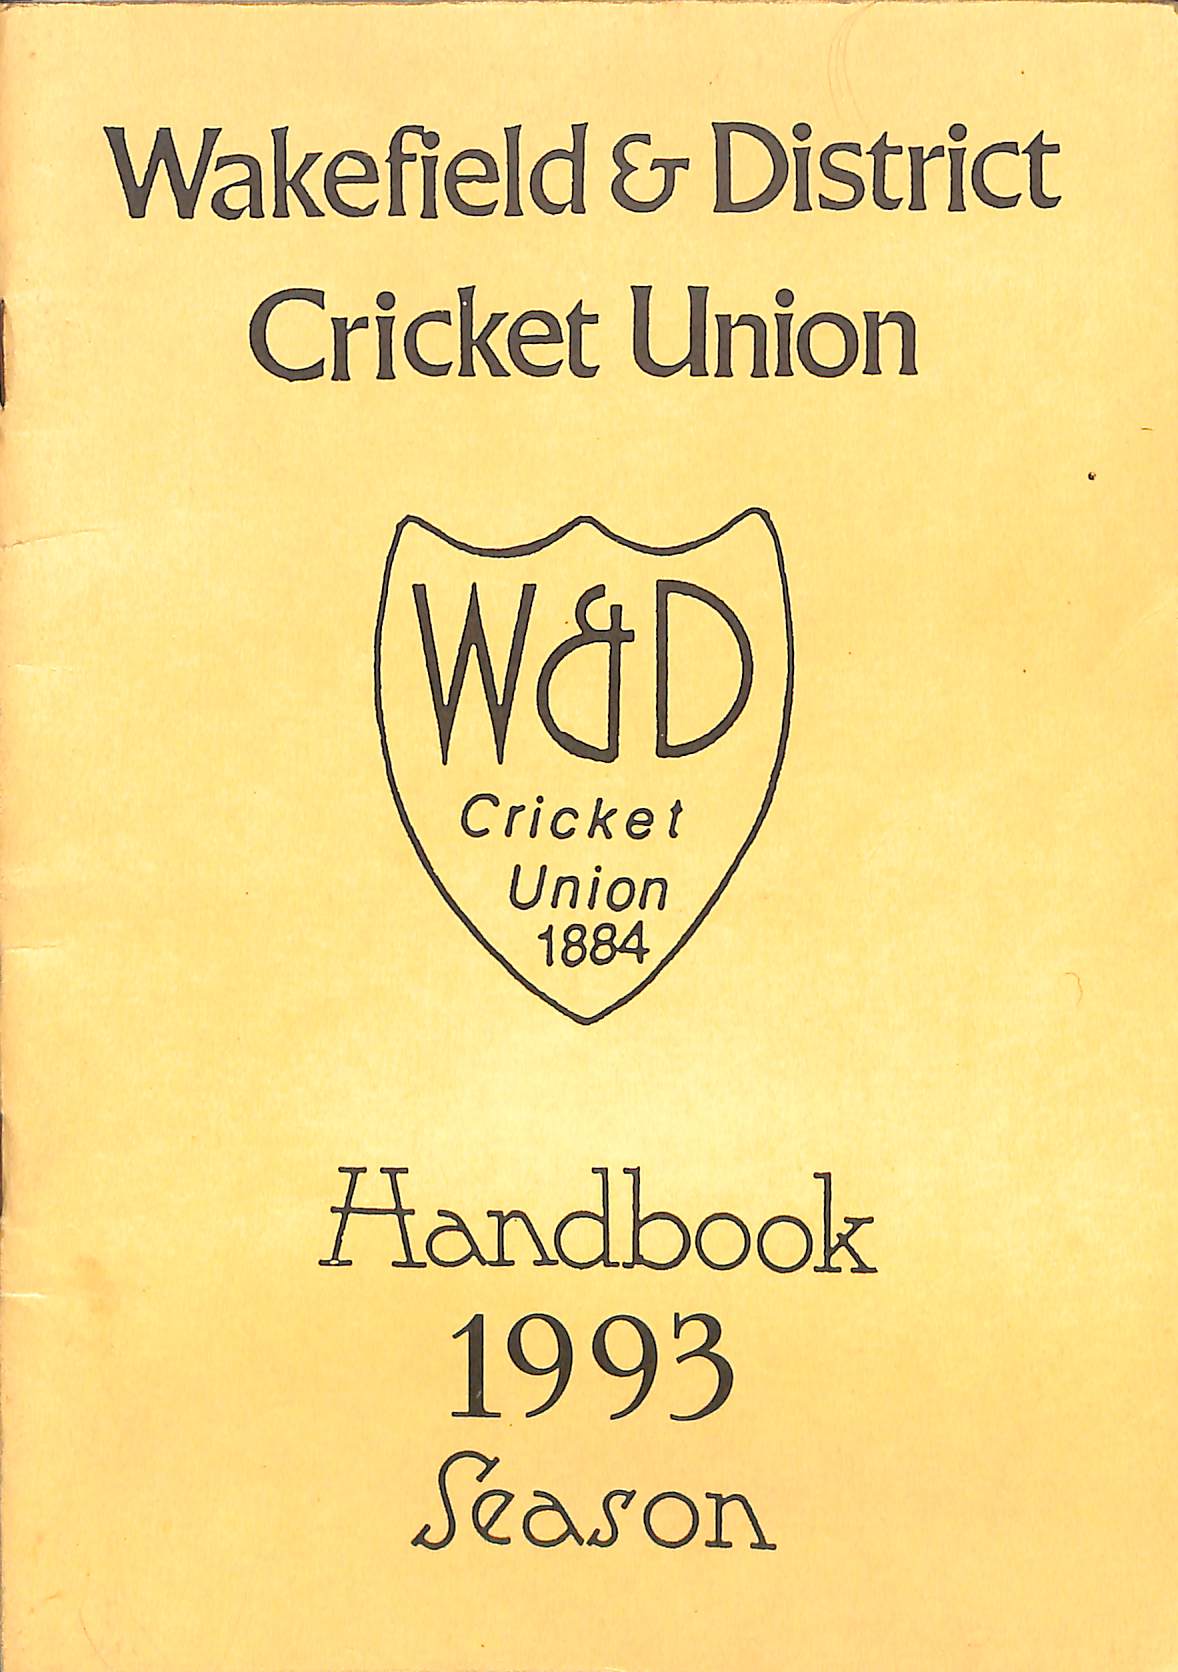 Wakefield & District
Cricket Union
W&D
Cricket
Union
1884
Handbook
1993
Season